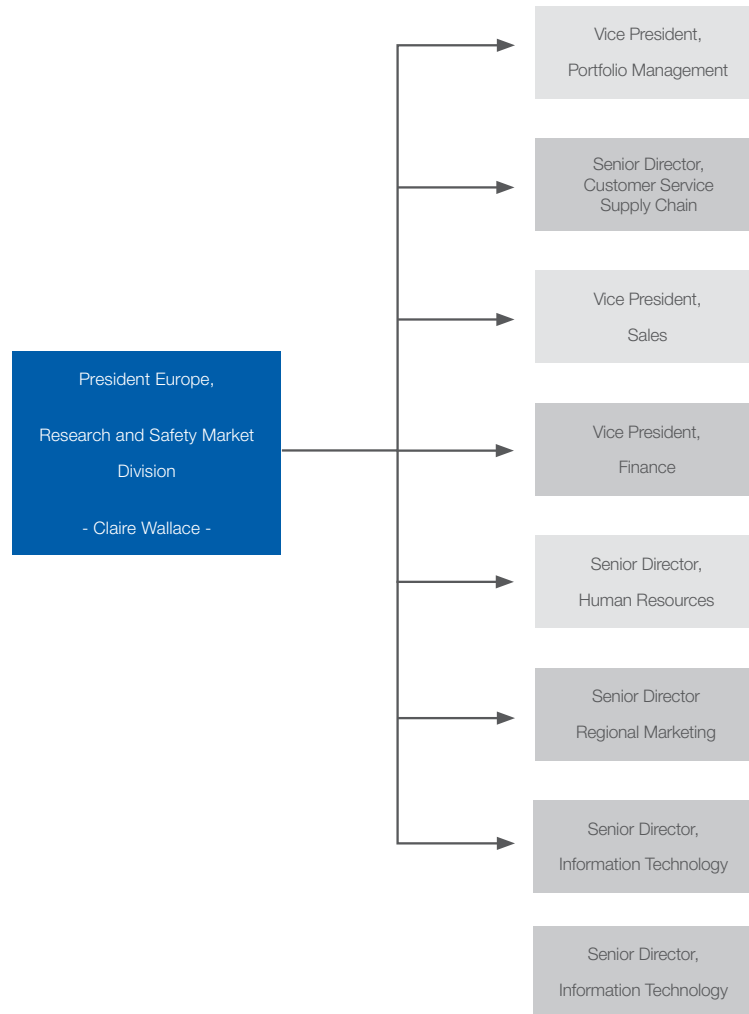 Vice President,
Portfolio Management
Senior Director,
Customer Service
Supply Chain
Vice President,
Sales
President Europe,
Research and Safety Market
Division
- Claire Wallace -
Vice President,
Finance
Senior Director,
Human Resources
Senior Director
Regional Marketing
Senior Director,
Information Technology
Senior Director,
Information Technology